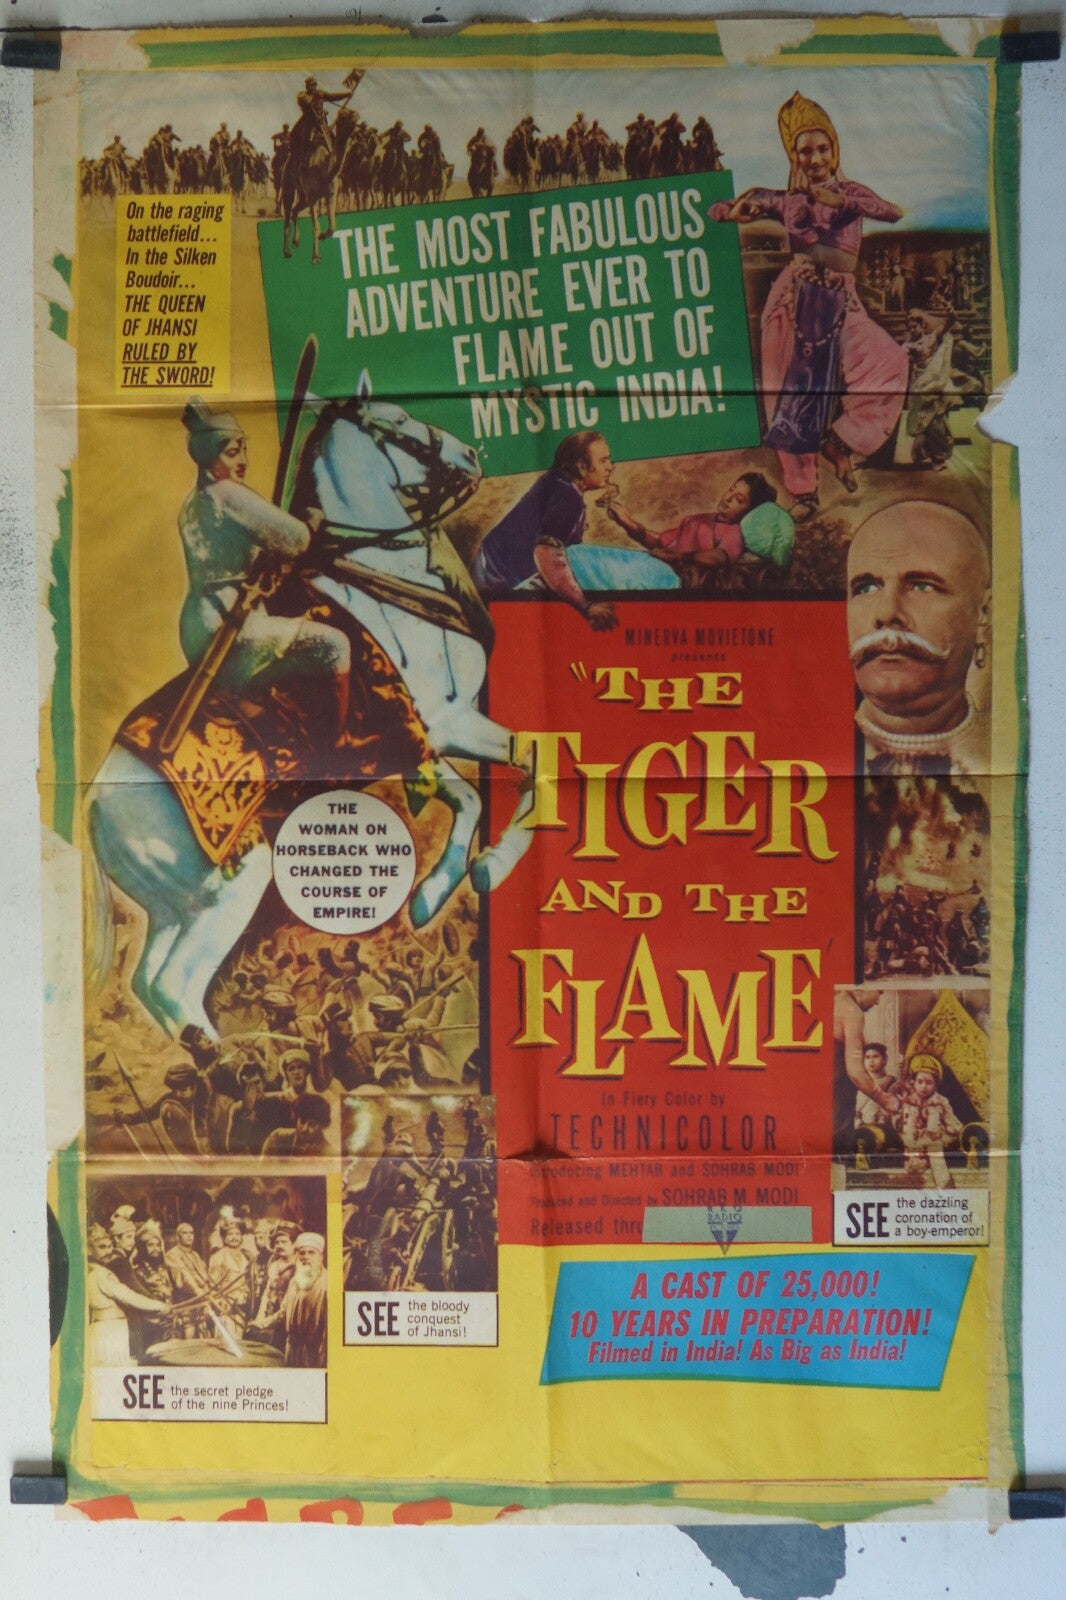 On the raging
battlefield...
In the Silken
Boudoir...
THE QUEEN
OF JHANSI
RULED BY
THE SWORD!
THE MOST FABULOUS
ADVENTURE EVER TO
FLAME OUT OF
MYSTIC INDIA!
MINERVA MOVIETONE
presents
"THE
TIGER
AND THE
FLAME"
THE
WOMAN ON
HORSEBACK WHO
CHANGED THE
COURSE OF
EMPIRE!
In Fiery Color by
TECHNICOLOR
Introducing MEHTAB and SOHRAB MODI
Produced and Directed by SOHRAB M. MODI
Released thru
RKO
RADIO
SEE the dazzling
coronation of
a boy-emperor!
SEE the bloody
conquest
of Jhansi!
SEE the secret pledge
of the nine Princes!
A CAST OF 25,000!
10 YEARS IN PREPARATION!
Filmed in India! As Big as India!